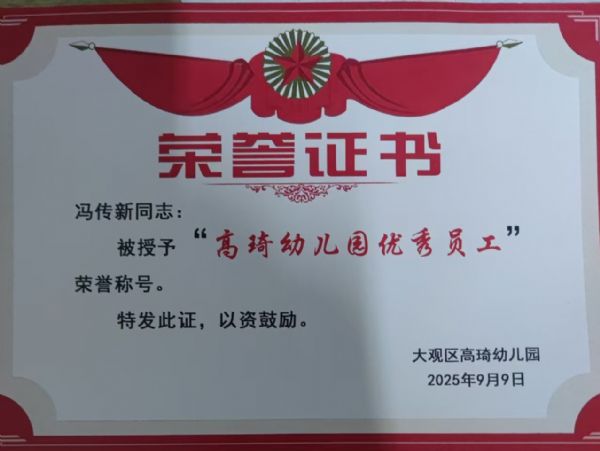 荣誉证书
冯传新同志：
被授予“高琦幼儿园优秀员工”
荣誉称号。
特发此证，以资鼓励。
大观区高琦幼儿园
2025年9月9日